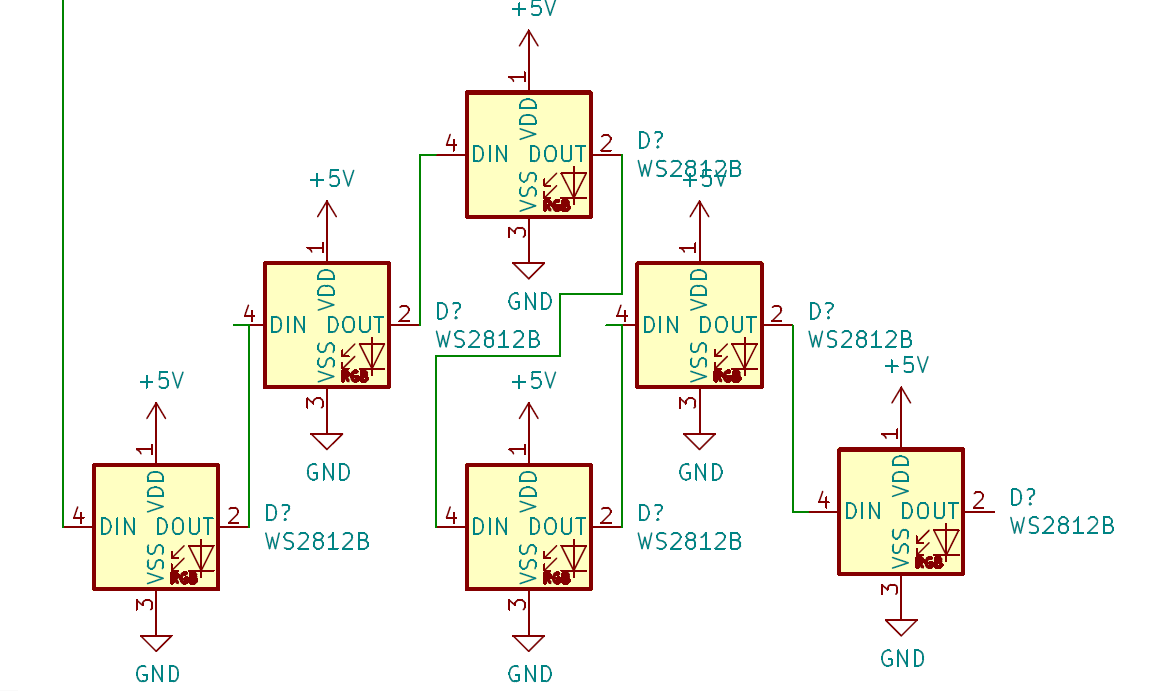 +5V
1
VDD
4 DIN DOUT 2
VSS
RGB
3
GND
D?
WS2812B
+5V
1
VDD
4 DIN DOUT 2
VSS
RGB
3
GND
D?
WS2812B
+5V
1
VDD
4 DIN DOUT 2
VSS
RGB
3
GND
D?
WS2812B
+5V
1
VDD
4 DIN DOUT 2
VSS
RGB
3
GND
D?
WS2812B
+5V
1
VDD
4 DIN DOUT 2
VSS
RGB
3
GND
D?
WS2812B
+5V
1
VDD
4 DIN DOUT 2
VSS
RGB
3
GND
D?
WS2812B